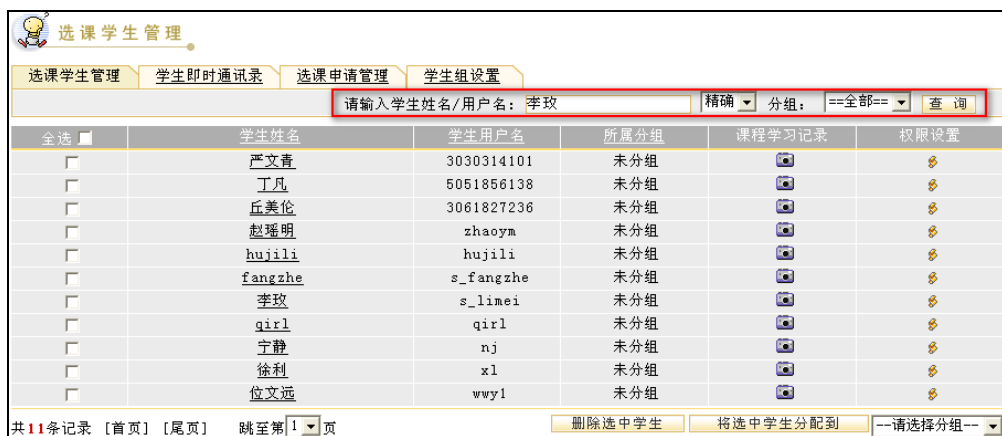 选课学生管理
选课学生管理 学生即时通讯录 选课申请管理 学生组设置
请输入学生姓名/用户名: 李玫 精确 分组: ==全部== 查 询
全选 学生姓名 学生用户名 所属分组 课程学习记录 权限设置
严文青 3030314101 未分组
丁凡 5051856138 未分组
丘美伦 3061827236 未分组
赵瑶明 zhaoym 未分组
hujili hujili 未分组
fangzhe s_fangzhe 未分组
李玫 s_limei 未分组
qirl qirl 未分组
宁静 nj 未分组
徐利 xl 未分组
位文远 wwy1 未分组
共11条记录 [首页] [尾页] 跳至第 1 页 删除选中学生 将选中学生分配到 --请选择分组--